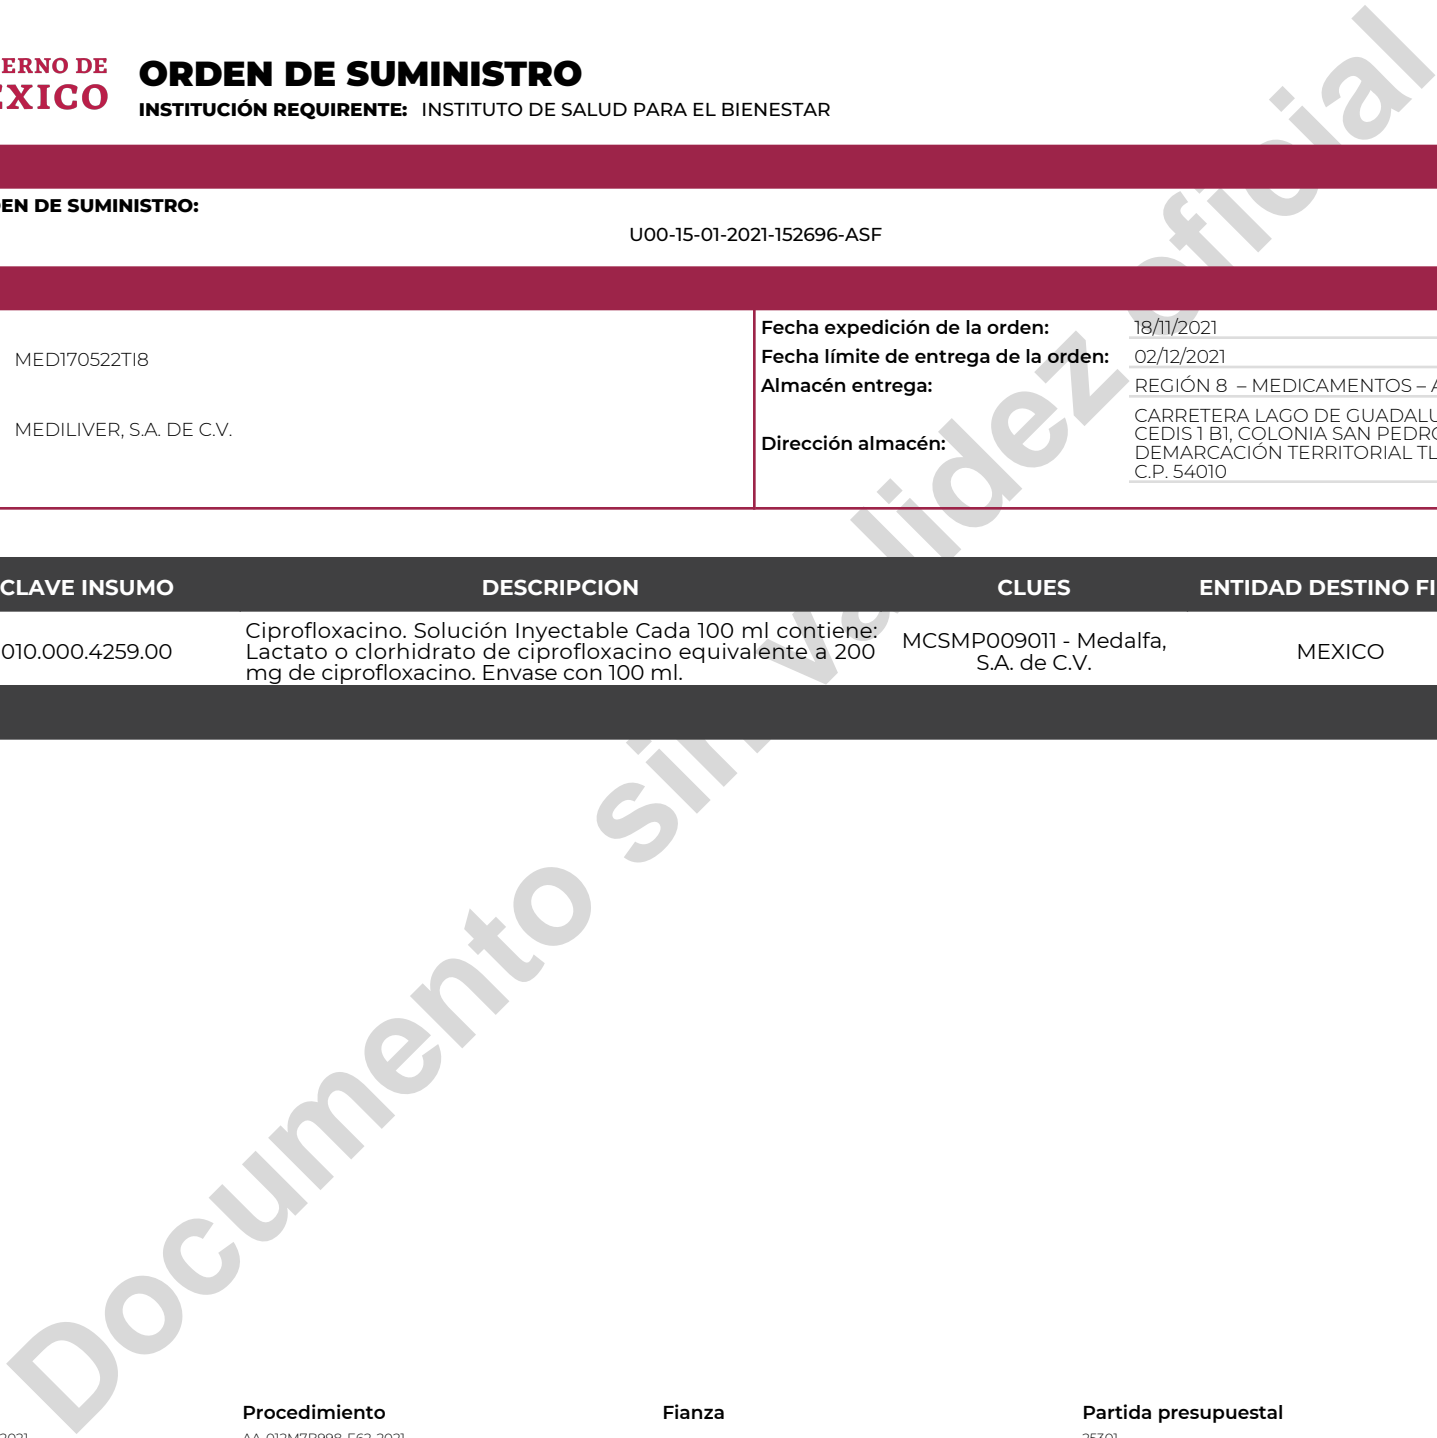 ERNO DE
ÉXICO
ORDEN DE SUMINISTRO
INSTITUCIÓN REQUIRENTE: INSTITUTO DE SALUD PARA EL BIENESTAR
EN DE SUMINISTRO:
U00-15-01-2021-152696-ASF
MED170522TI8
MEDILIVER, S.A. DE C.V.
Fecha expedición de la orden: 18/11/2021
Fecha límite de entrega de la orden: 02/12/2021
Almacén entrega: REGIÓN 8 – MEDICAMENTOS – A
Dirección almacén:
CARRETERA LAGO DE GUADALU
CEDIS 1 B1, COLONIA SAN PEDRO
DEMARCACIÓN TERRITORIAL TL
C.P. 54010
CLAVE INSUMO DESCRIPCION CLUES ENTIDAD DESTINO FI
010.000.4259.00
Ciprofloxacino. Solución Inyectable Cada 100 ml contiene:
Lactato o clorhidrato de ciprofloxacino equivalente a 200
mg de ciprofloxacino. Envase con 100 ml.
MCSMP009011 - Medalfa,
S.A. de C.V.
MEXICO
Documento sin validez oficial
Procedimiento Fianza Partida presupuestal